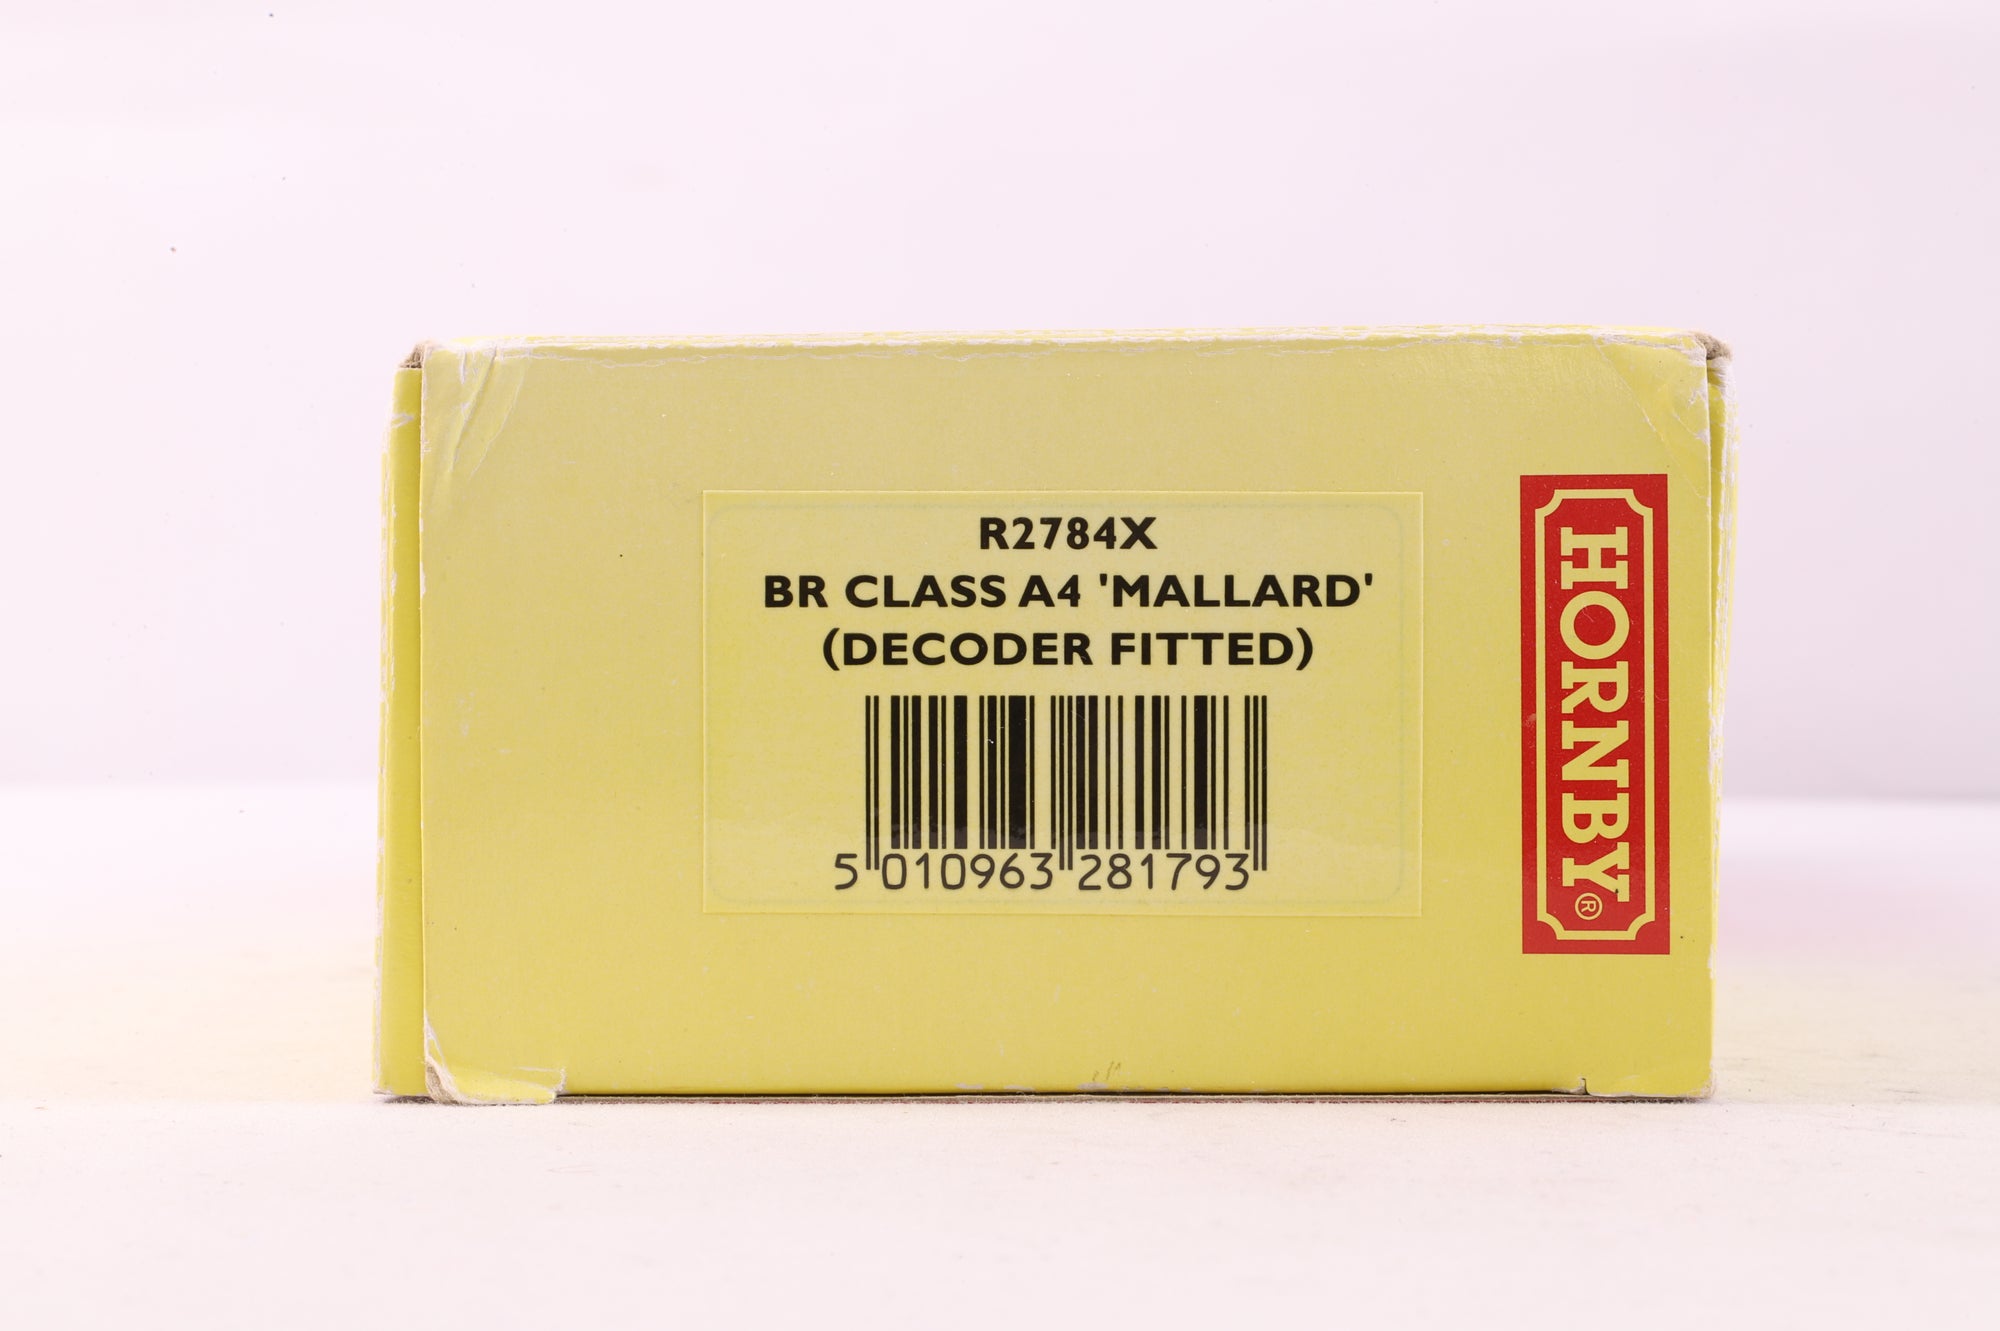 R2784X
BR CLASS A4 'MALLARD'
(DECODER FITTED)
5 010963 281793
HORNBY®